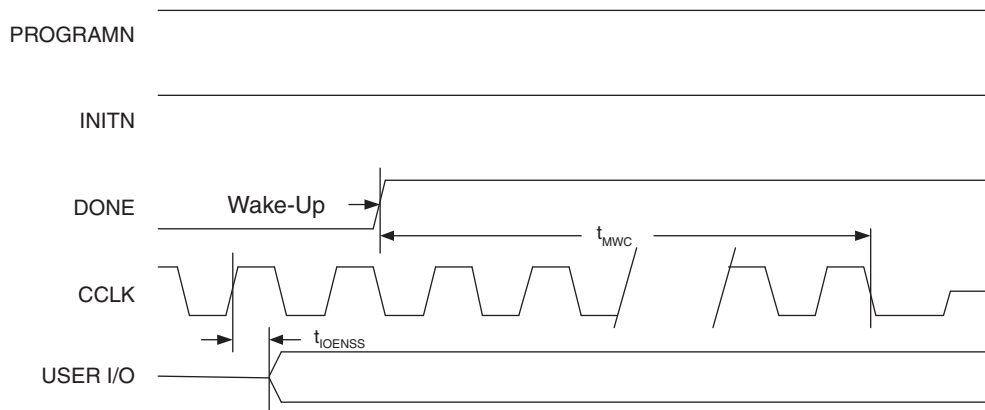 PROGRAMN
INITN
DONE
Wake-Up
tMWC
CCLK
tIOENSS
USER I/O